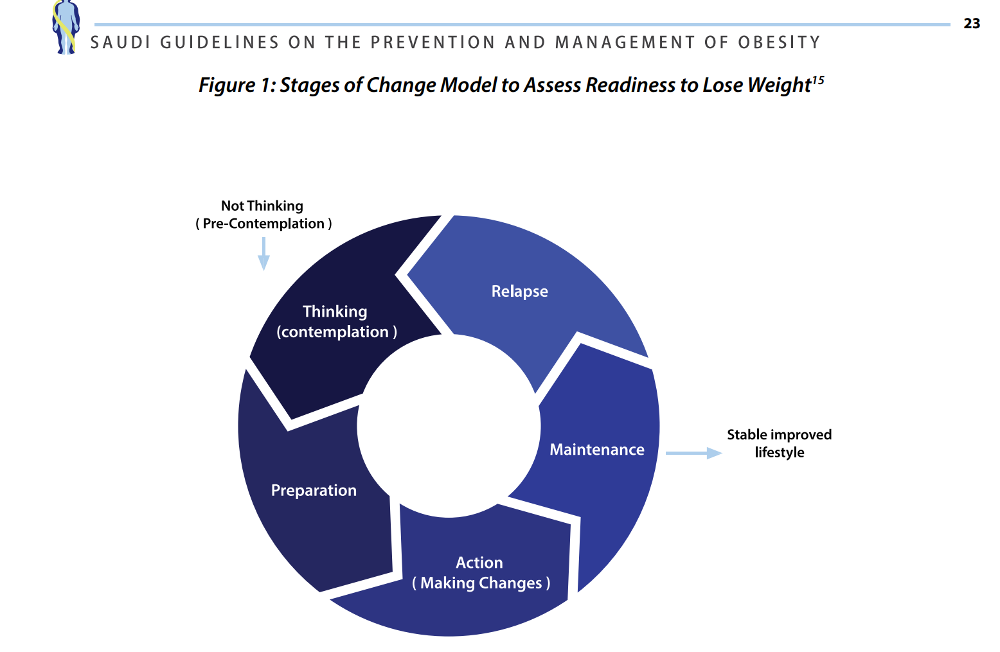 23
SAUDI GUIDELINES ON THE PREVENTION AND MANAGEMENT OF OBESITY
Figure 1: Stages of Change Model to Assess Readiness to Lose Weight15
Not Thinking
( Pre-Contemplation )
Relapse
Thinking
(contemplation )
Stable improved
lifestyle
Maintenance
Preparation
Action
( Making Changes )